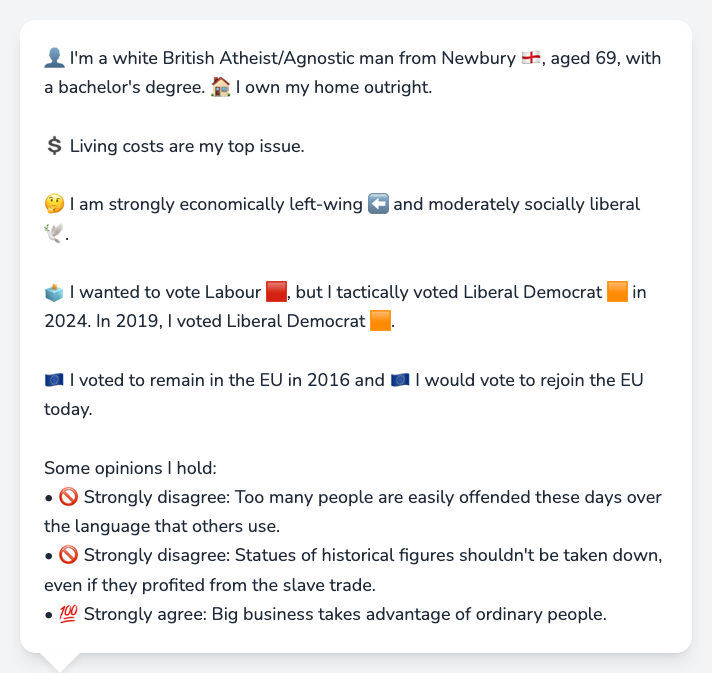 👤 I'm a white British Atheist/Agnostic man from Newbury 🏴󠁧󠁢󠁥󠁮󠁧󠁿, aged 69, with
a bachelor's degree. 🏠 I own my home outright.
💲 Living costs are my top issue.
🤔 I am strongly economically left-wing ⬅️ and moderately socially liberal
🕊️.
🗳️ I wanted to vote Labour 🟥, but I tactically voted Liberal Democrat 🟧 in
2024. In 2019, I voted Liberal Democrat 🟧.
🇪🇺 I voted to remain in the EU in 2016 and 🇪🇺 I would vote to rejoin the EU
today.
Some opinions I hold:
• 🚫 Strongly disagree: Too many people are easily offended these days over
the language that others use.
• 🚫 Strongly disagree: Statues of historical figures shouldn't be taken down,
even if they profited from the slave trade.
• 💯 Strongly agree: Big business takes advantage of ordinary people.